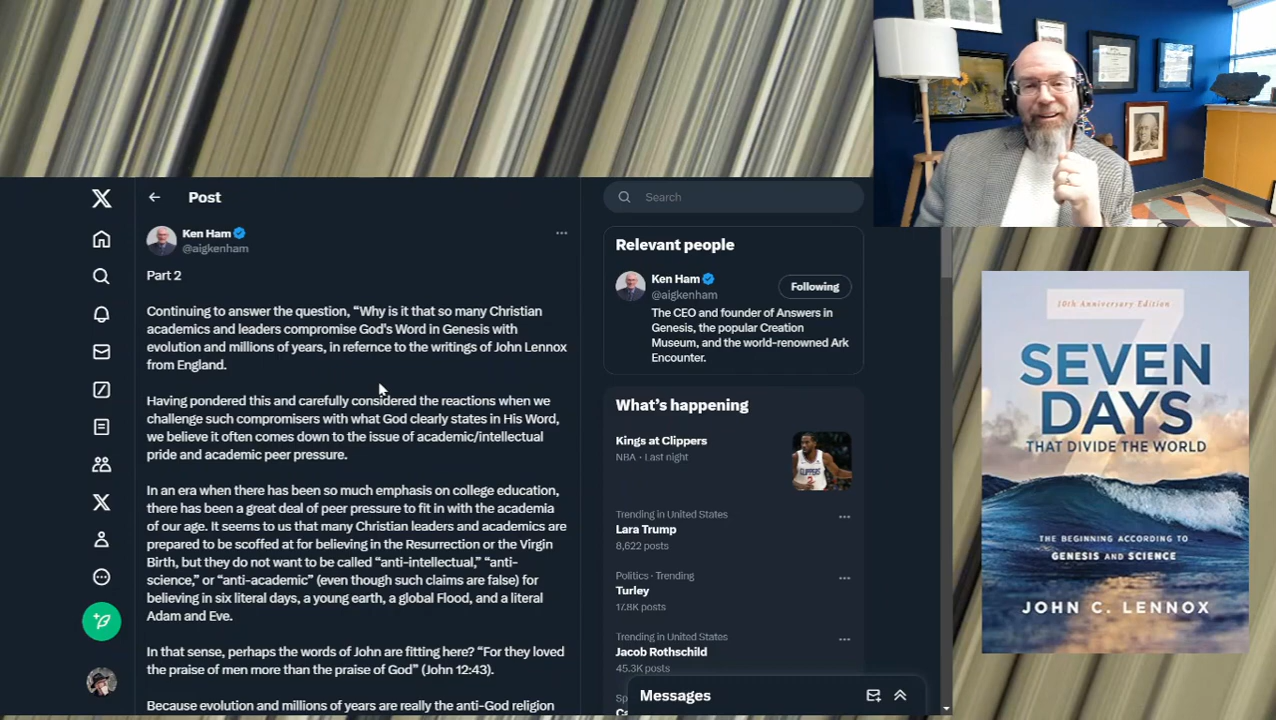 Post
Ken Ham
@aigkenham
Part 2
Continuing to answer the question, “Why is it that so many Christian
academics and leaders compromise God’s Word in Genesis with
evolution and millions of years, in refernce to the writings of John Lennox
from England.
Having pondered this and carefully considered the reactions when we
challenge such compromisers with what God clearly states in His Word,
we believe it often comes down to the issue of academic/intellectual
pride and academic peer pressure.
In an era when there has been so much emphasis on college education,
there has been a great deal of peer pressure to fit in with the academia
of our age. It seems to us that many Christian leaders and academics are
prepared to be scoffed at for believing in the Resurrection or the Virgin
Birth, but they do not want to be called “anti-intellectual,” “anti-
science,” or “anti-academic” (even though such claims are false) for
believing in six literal days, a young earth, a global Flood, and a literal
Adam and Eve.
In that sense, perhaps the words of John are fitting here? “For they loved
the praise of men more than the praise of God” (John 12:43).
Because evolution and millions of years are really the anti-God religion
Search
Relevant people
Ken Ham
@aigkenham
Following
The CEO and founder of Answers in
Genesis, the popular Creation
Museum, and the world-renowned Ark
Encounter.
What’s happening
Kings at Clippers
NBA · Last night
Trending in United States
Lara Trump
8,622 posts
Politics · Trending
Turley
17.8K posts
Trending in United States
Jacob Rothschild
45.3K posts
Sp
Messages
10th Anniversary Edition
7
SEVEN
DAYS
THAT DIVIDE THE WORLD
THE BEGINNING ACCORDING TO
GENESIS AND SCIENCE
JOHN C. LENNOX